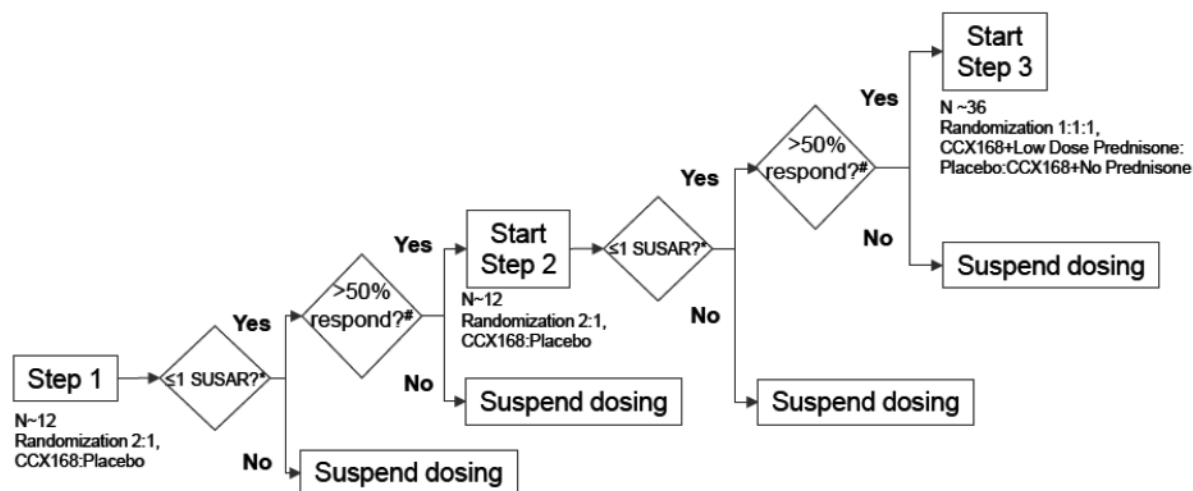 Step 1
N~12
Randomization 2:1,
CCX168:Placebo
≤1 SUSAR?*
Yes
No
Suspend dosing
>50%
respond?#
Yes
No
Suspend dosing
Start
Step 2
N~12
Randomization 2:1,
CCX168:Placebo
≤1 SUSAR?*
Yes
No
Suspend dosing
>50%
respond?#
Yes
No
Suspend dosing
Start
Step 3
N ~36
Randomization 1:1:1,
CCX168+Low Dose Prednisone:
Placebo:CCX168+No Prednisone